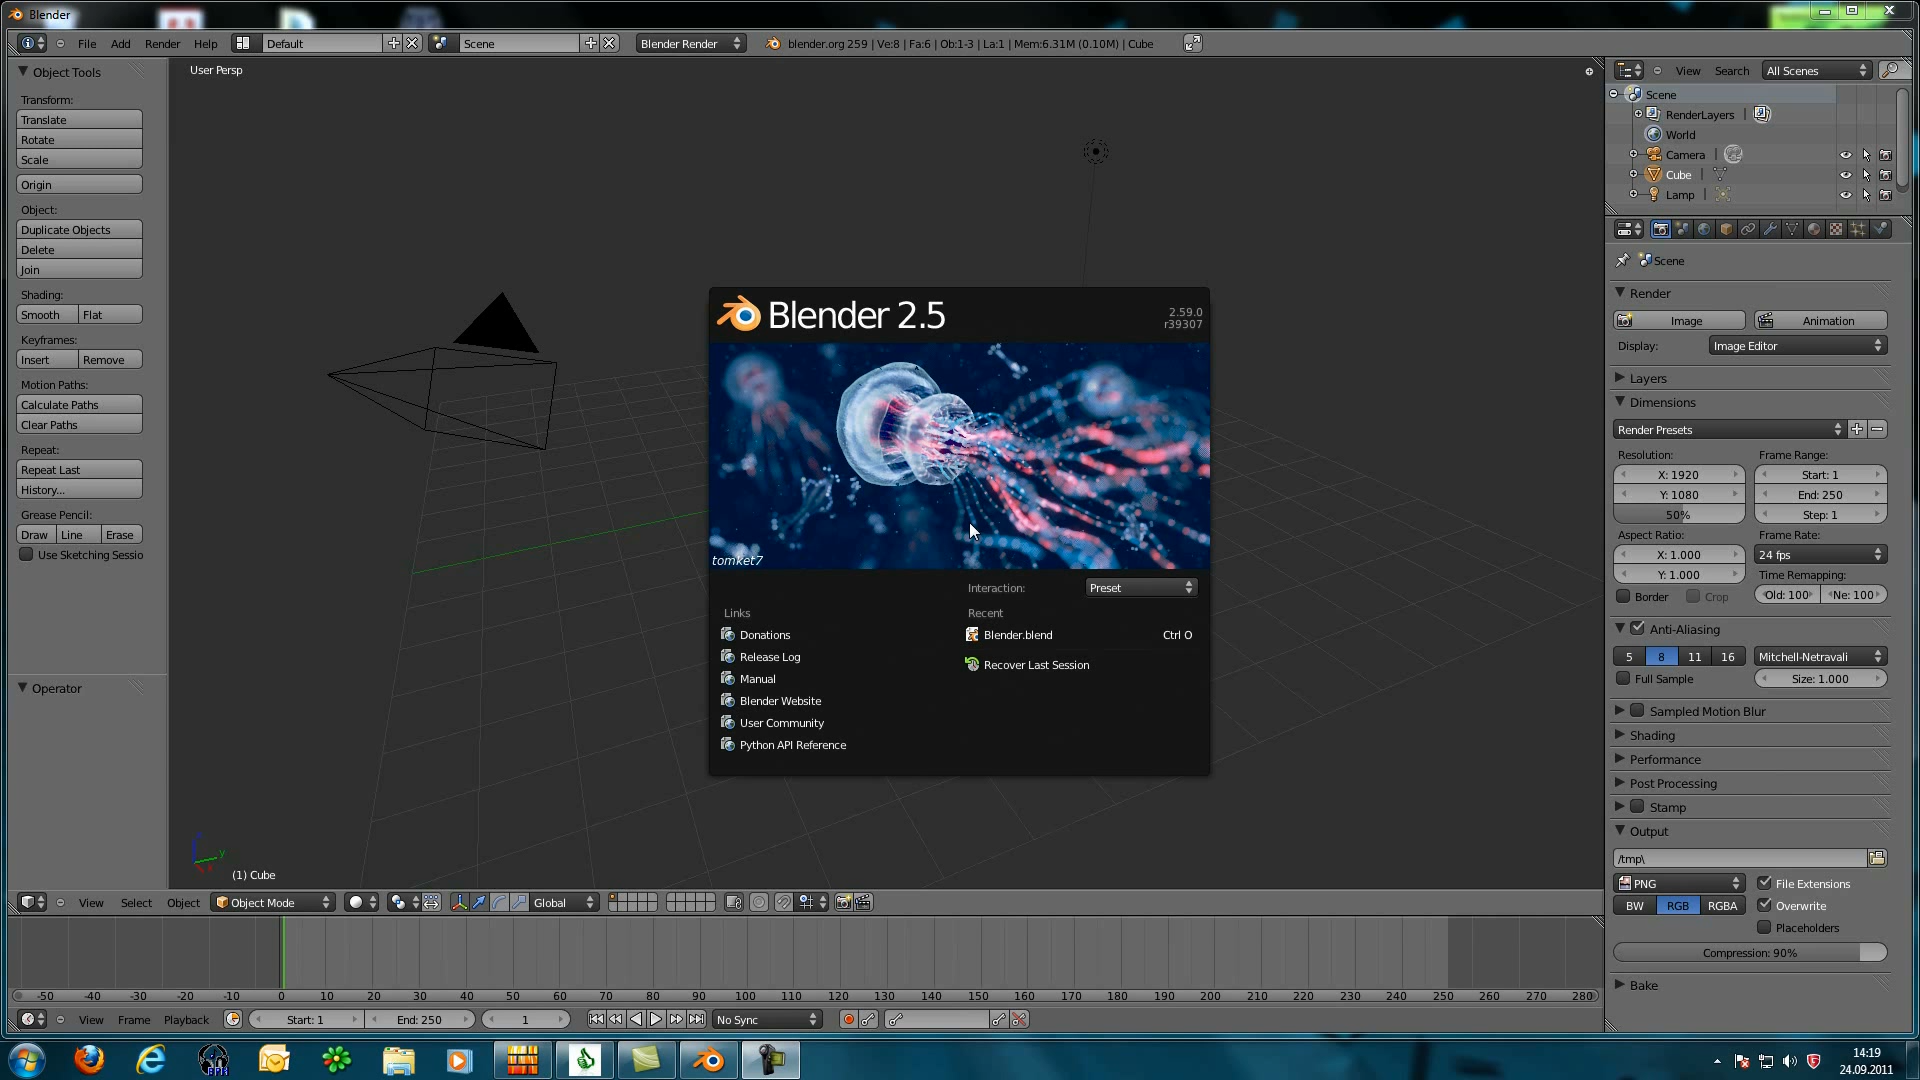 Blender
File Add Render Help Default Scene Blender Render blender.org 259 | Ve:8 | Fa:6 | Ob:1-3 | La:1 | Mem:6.31M (0.10M) | Cube
Object Tools
Transform:
Translate
Rotate
Scale
Origin
Object:
Duplicate Objects
Delete
Join
Shading:
Smooth Flat
Keyframes:
Insert Remove
Motion Paths:
Calculate Paths
Clear Paths
Repeat:
Repeat Last
History...
Grease Pencil:
Draw Line Erase
Use Sketching Sessio
Operator
User Persp
Blender 2.5
2.59.0
r39307
tomket7
Interaction: Preset
Links
Donations
Release Log
Manual
Blender Website
User Community
Python API Reference
Recent
Blender.blend Ctrl O
Recover Last Session
y
(1) Cube
View Select Object Object Mode Global
-50 -40 -30 -20 -10 0 10 20 30 40 50 60 70 80 90 100 110 120 130 140 150 160 170 180 190 200 210 220 230 240 250 260 270 280
View Frame Playback Start: 1 End: 250 1 No Sync
View Search All Scenes
Scene
RenderLayers |
World
Camera |
Cube |
Lamp |
Scene
Render
Image Animation
Display: Image Editor
Layers
Dimensions
Render Presets
Resolution: Frame Range:
X: 1920 Start: 1
Y: 1080 End: 250
50% Step: 1
Aspect Ratio: Frame Rate:
X: 1.000 24 fps
Y: 1.000 Time Remapping:
Border Crop Old: 100 Ne: 100
Anti-Aliasing
5 8 11 16 Mitchell-Netravali
Full Sample Size: 1.000
Sampled Motion Blur
Shading
Performance
Post Processing
Stamp
Output
/tmp\
PNG File Extensions
BW RGB RGBA Overwrite
Placeholders
Compression: 90%
Bake
14:19
24.09.2011